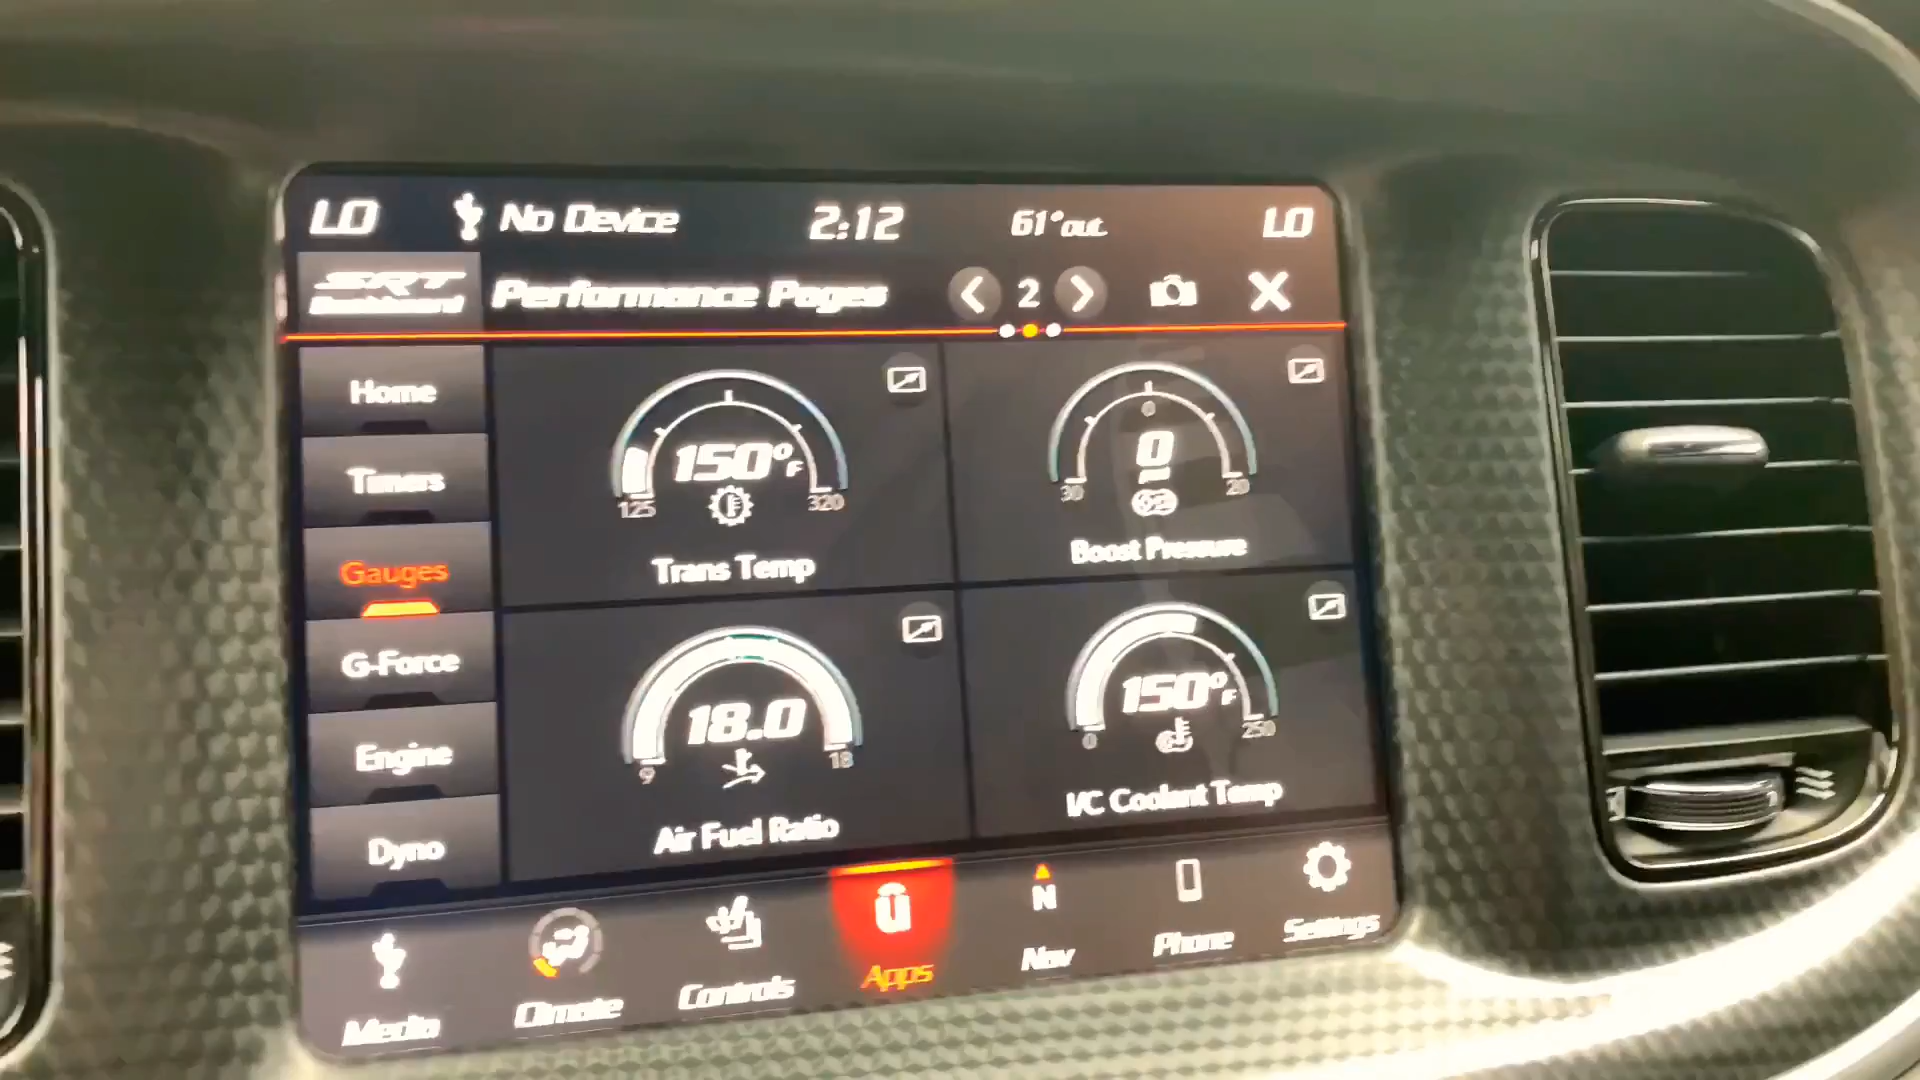 LO No Device 2:12 61°out LO
SRT Performance Pages 2
Dashboard
Home
Timers
Gauges
G-Force
Engine
Dyno
150°F
125 320
Trans Temp
0
0
30 20
Boost Pressure
18.0
9 18
Air Fuel Ratio
150°F
0 250
I/C Coolant Temp
Media Climate Controls Apps N Nav Phone Settings